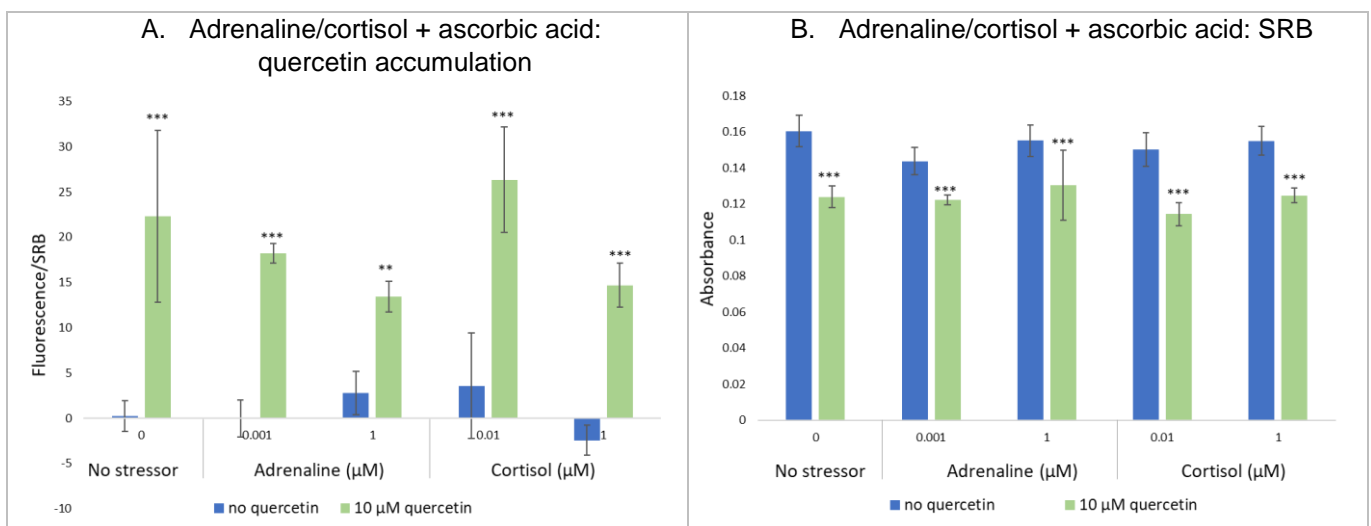 A. Adrenaline/cortisol + ascorbic acid:
quercetin accumulation
Fluorescence/SRB
35
30
25
20
15
10
5
0
-5
-10
***
***
**
***
***
0
0.001
1
0.01
1
No stressor
Adrenaline (µM)
Cortisol (µM)
no quercetin
10 µM quercetin
B. Adrenaline/cortisol + ascorbic acid: SRB
Absorbance
0.18
0.16
0.14
0.12
0.1
0.08
0.06
0.04
0.02
0
***
***
***
***
***
0
0.001
1
0.01
1
No stressor
Adrenaline (µM)
Cortisol (µM)
no quercetin
10 µM quercetin